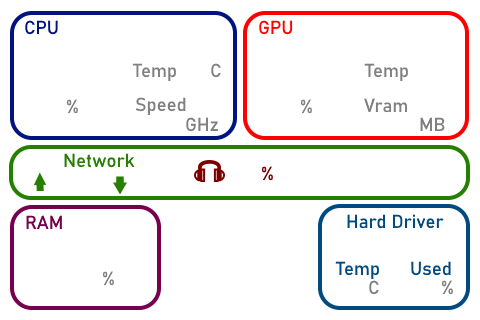 CPU
Temp C
% Speed
GHz
GPU
Temp
% Vram
MB
Network
%
RAM
%
Hard Driver
Temp Used
C %